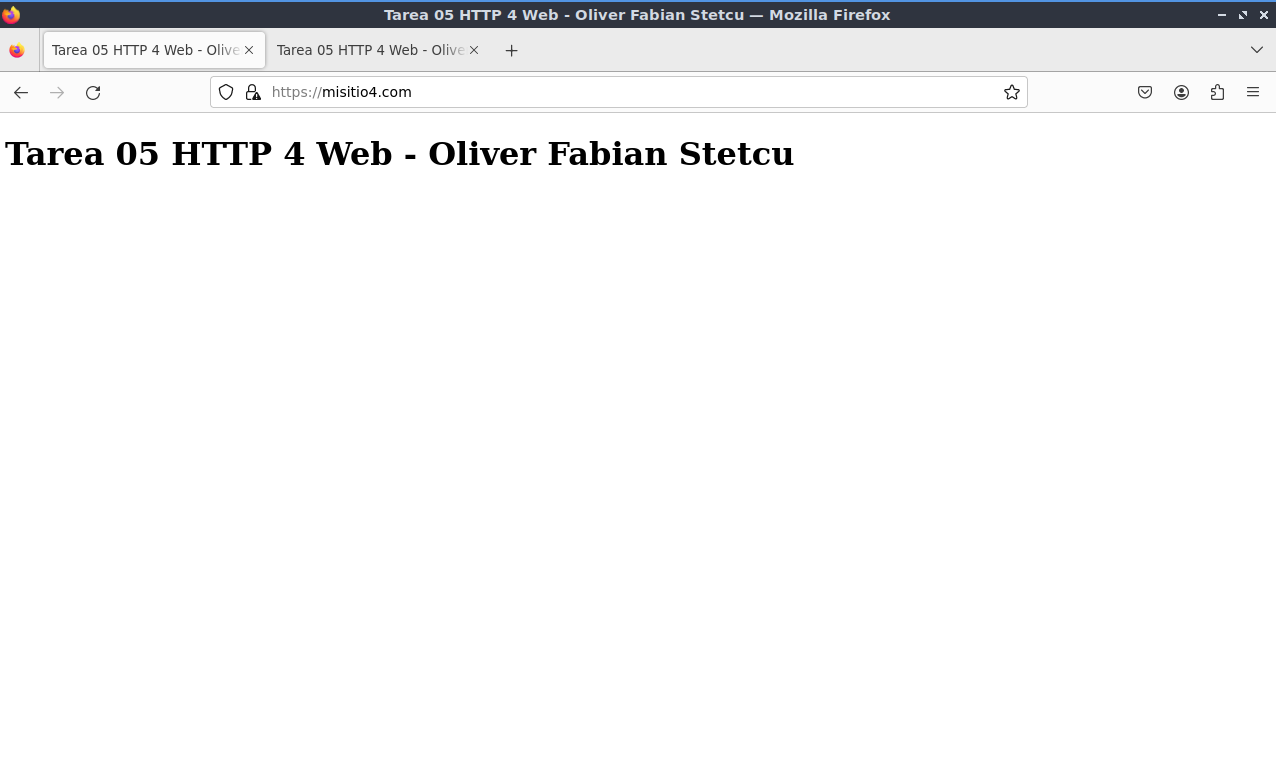 Tarea 05 HTTP 4 Web - Oliver Fabian Stetcu — Mozilla Firefox
Tarea 05 HTTP 4 Web - Olive Tarea 05 HTTP 4 Web - Olive
https://misitio4.com
Tarea 05 HTTP 4 Web - Oliver Fabian Stetcu